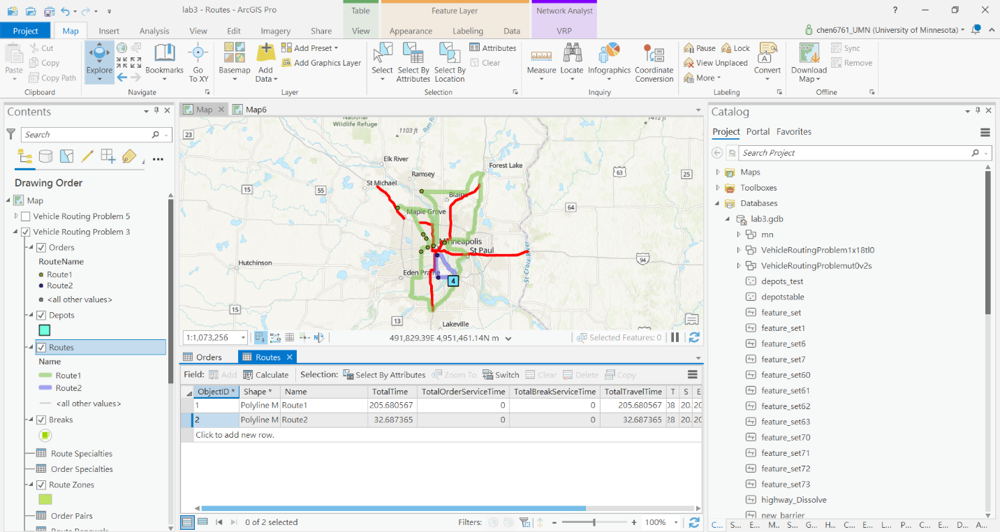 lab3 - Routes - ArcGIS Pro
Table
Feature Layer
Network Analyst
?
Project
Map
Insert
Analysis
View
Edit
Imagery
Share
View
Appearance
Labeling
Data
VRP
chen6761_UMN (University of Minnesota)
Paste
Cut
Copy
Copy Path
Clipboard
Explore
Bookmarks
Go
To XY
Navigate
Basemap
Add
Data
Add Preset
Add Graphics Layer
Layer
Select
Select By
Attributes
Select By
Location
Attributes
Clear
Selection
Measure
Locate
Infographics
Coordinate
Conversion
Inquiry
Pause
Lock
View Unplaced
More
Convert
Labeling
Download
Map
Sync
Remove
Offline
Contents
Search
Drawing Order
Map
Vehicle Routing Problem 5
Vehicle Routing Problem 3
Orders
RouteName
Route1
Route2
<all other values>
Depots
Routes
Name
Route1
Route2
<all other values>
Breaks
Route Specialties
Order Specialties
Route Zones
Order Pairs
Route Renewals
Map
Map6
National
Wildlife Refuge
1103 ft
Rum Riv
1412 ft
23
Elk River
Forest Lake
63
25
Ramsey
St Michael
15
55
Blaine
Maple Grove
64
Minneapolis
St Paul
St Croix River
94
Hutchinson
Eden Prairie
4
15
13
Lakeville
1:1,073,256
491,829.39E 4,951,461.14N m
Selected Features: 0
Orders
Routes
Field:
Add
Calculate
Selection:
Select By Attributes
Zoom To
Switch
Clear
Delete
Copy
ObjectID * Shape * Name TotalTime TotalOrderServiceTime TotalBreakServiceTime TotalTravelTime T S E
1 Polyline M Route1 205.680567 0 0 205.680567 08 20. 20
2 Polyline M Route2 32.687365 0 0 32.687365 28 20. 20
Click to add new row.
0 of 2 selected
Filters:
- + 100%
Catalog
Project
Portal
Favorites
Search Project
Maps
Toolboxes
Databases
lab3.gdb
mn
VehicleRoutingProblem1x18tl0
VehicleRoutingProblemut0v2s
depots_test
depotstable
feature_set
feature_set1
feature_set6
feature_set7
feature_set60
feature_set61
feature_set62
feature_set63
feature_set70
feature_set71
feature_set72
feature_set73
highway_Dissolve
new_barrier
C... S... E... M... S... G... H... C... E... L... P... C... E... D... A...